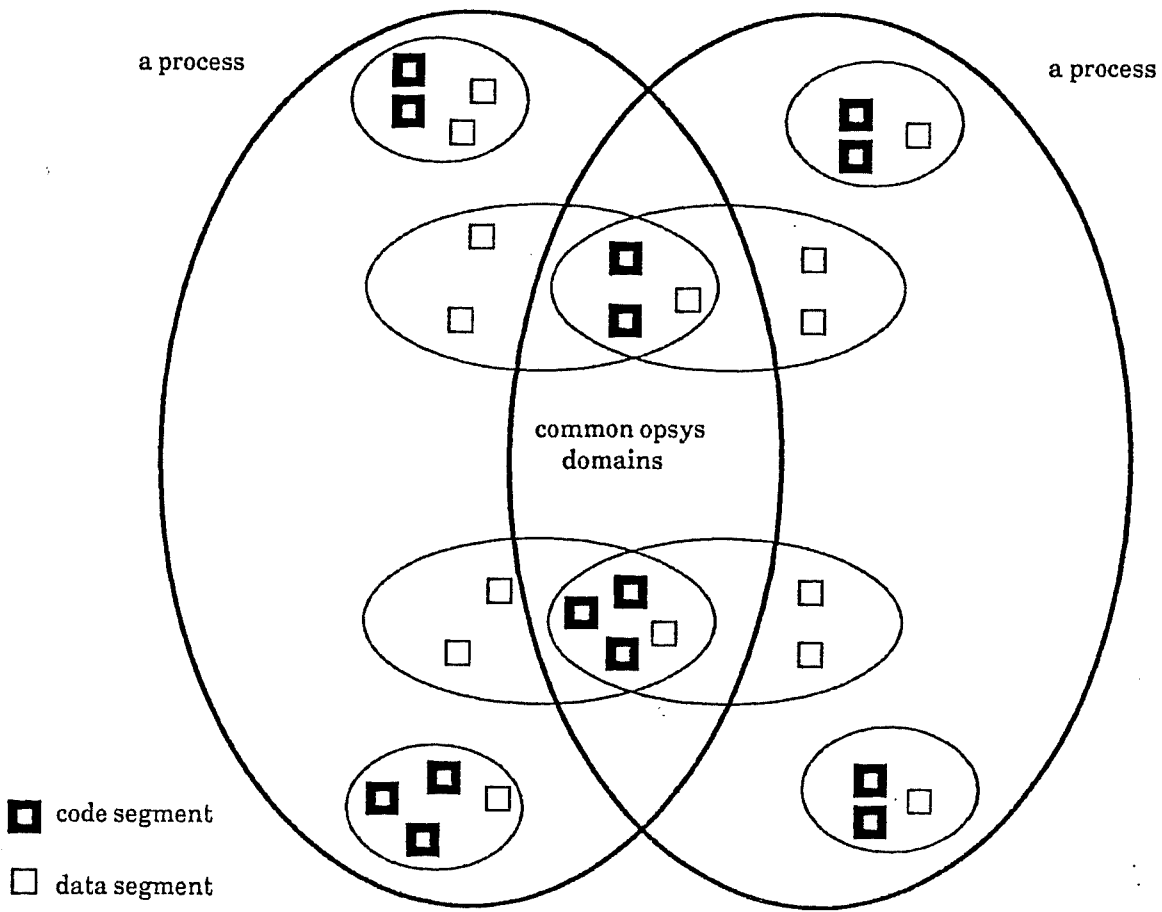 a process
a process
common opsys
domains
code segment
data segment